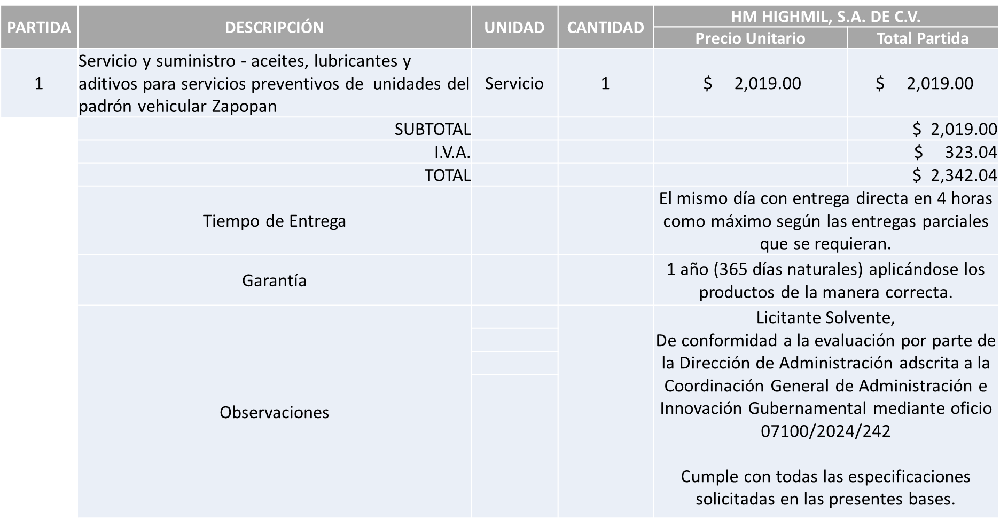 PARTIDA DESCRIPCIÓN UNIDAD CANTIDAD HM HIGHMIL, S.A. DE C.V.
Precio Unitario Total Partida
1 Servicio y suministro - aceites, lubricantes y
aditivos para servicios preventivos de unidades del Servicio 1 $ 2,019.00 $ 2,019.00
padrón vehicular Zapopan
SUBTOTAL $ 2,019.00
I.V.A. $ 323.04
TOTAL $ 2,342.04
Tiempo de Entrega
El mismo día con entrega directa en 4 horas
como máximo según las entregas parciales
que se requieran.
Garantía
1 año (365 días naturales) aplicándose los
productos de la manera correcta.
Observaciones
Licitante Solvente,
De conformidad a la evaluación por parte de
la Dirección de Administración adscrita a la
Coordinación General de Administración e
Innovación Gubernamental mediante oficio
07100/2024/242
Cumple con todas las especificaciones
solicitadas en las presentes bases.